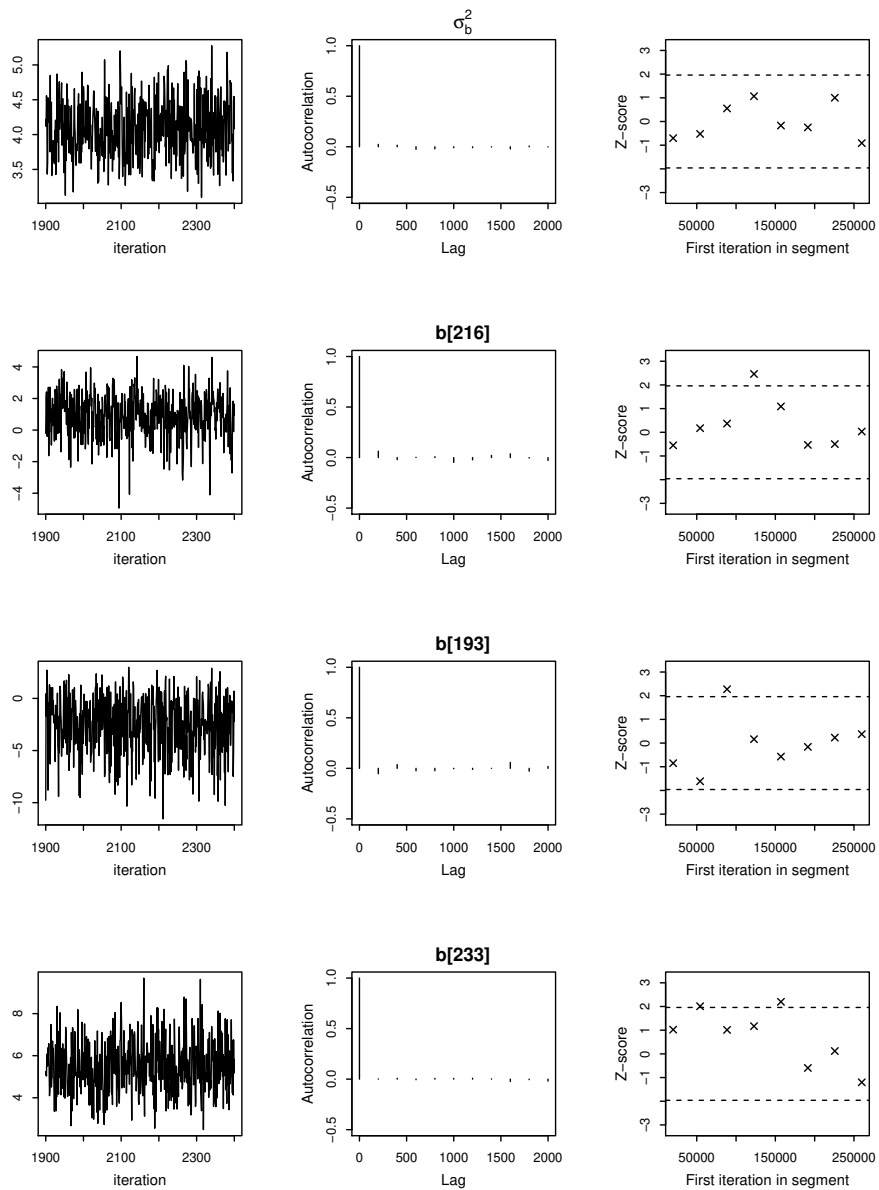 σ²_b
5.0
4.5
4.0
3.5
1900 2100 2300
iteration
Autocorrelation
1.0
0.5
0.0
−0.5
0 500 1000 1500 2000
Lag
Z−score
3
2
1
0
−1
−3
50000 150000 250000
First iteration in segment
b[216]
4
2
0
−2
−4
1900 2100 2300
iteration
Autocorrelation
1.0
0.5
0.0
−0.5
0 500 1000 1500 2000
Lag
Z−score
3
2
1
0
−1
−3
50000 150000 250000
First iteration in segment
b[193]
0
−5
−10
1900 2100 2300
iteration
Autocorrelation
1.0
0.5
0.0
−0.5
0 500 1000 1500 2000
Lag
Z−score
3
2
1
0
−1
−3
50000 150000 250000
First iteration in segment
b[233]
8
6
4
1900 2100 2300
iteration
Autocorrelation
1.0
0.5
0.0
−0.5
0 500 1000 1500 2000
Lag
Z−score
3
2
1
0
−1
−3
50000 150000 250000
First iteration in segment